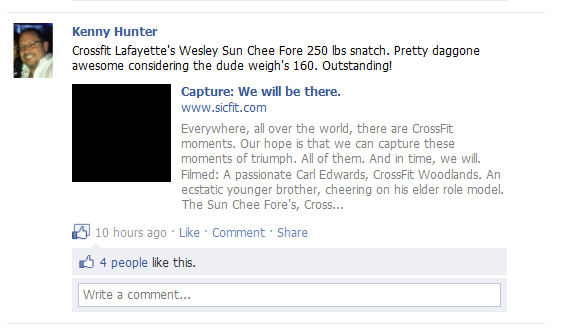 Kenny Hunter
Crossfit Lafayette's Wesley Sun Chee Fore 250 lbs snatch. Pretty daggone
awesome considering the dude weigh's 160. Outstanding!
Capture: We will be there.
www.sicfit.com
Everywhere, all over the world, there are CrossFit
moments. Our hope is that we can capture these
moments of triumph. All of them. And in time, we will.
Filmed: A passionate Carl Edwards, CrossFit Woodlands. An
ecstatic younger brother, cheering on his elder role model.
The Sun Chee Fore's, Cross...
10 hours ago · Like · Comment · Share
4 people like this.
Write a comment...